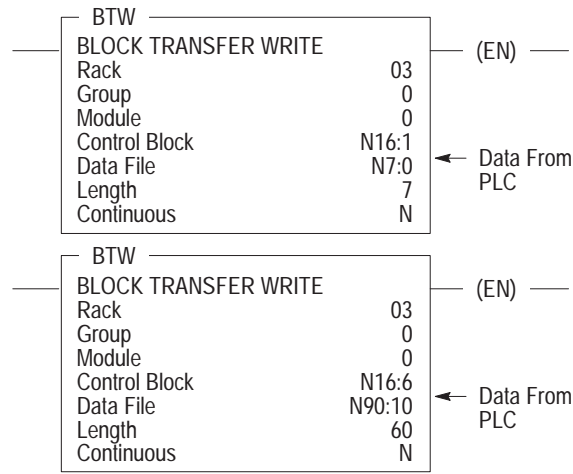 BTW
BLOCK TRANSFER WRITE (EN)
Rack 03
Group 0
Module 0
Control Block N16:1
Data File N7:0 Data From
Length 7 PLC
Continuous N
BTW
BLOCK TRANSFER WRITE (EN)
Rack 03
Group 0
Module 0
Control Block N16:6
Data File N90:10 Data From
Length 60 PLC
Continuous N